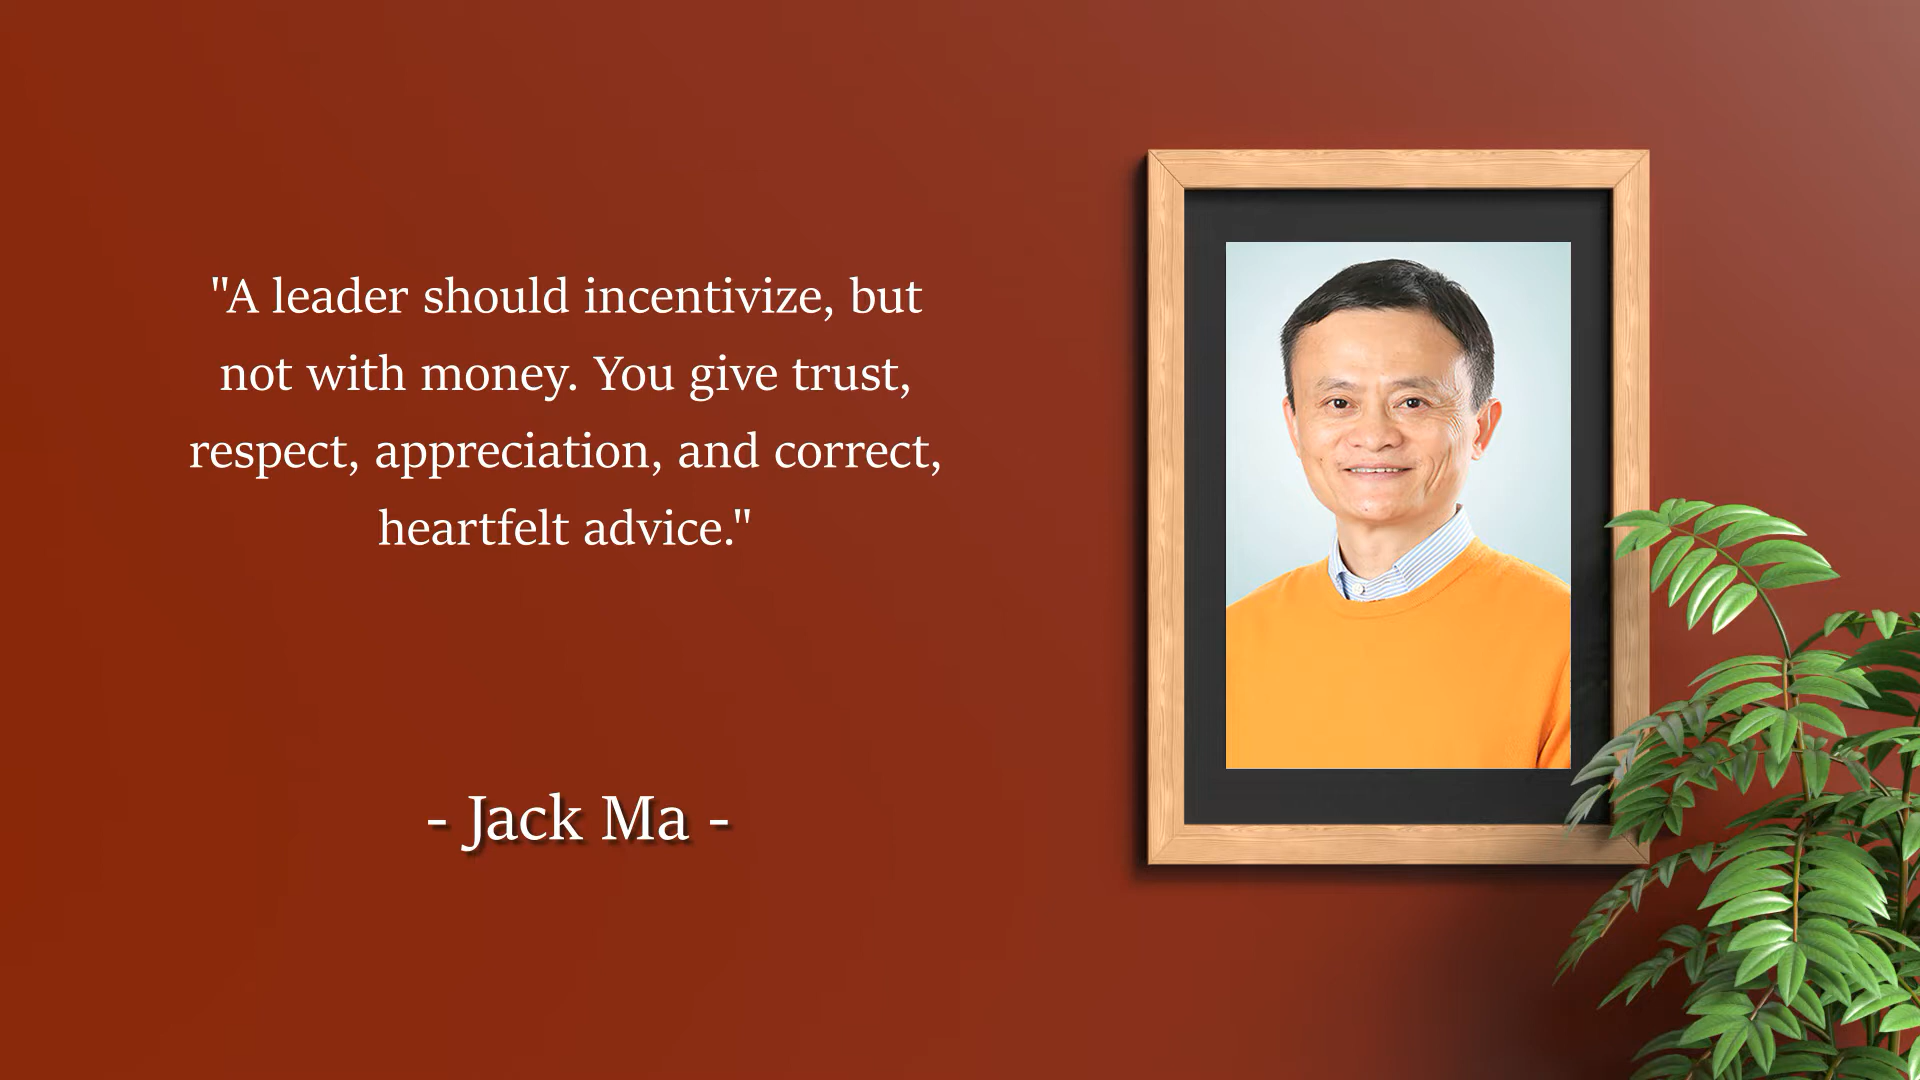 "A leader should incentivize, but
not with money. You give trust,
respect, appreciation, and correct,
heartfelt advice."
- Jack Ma -